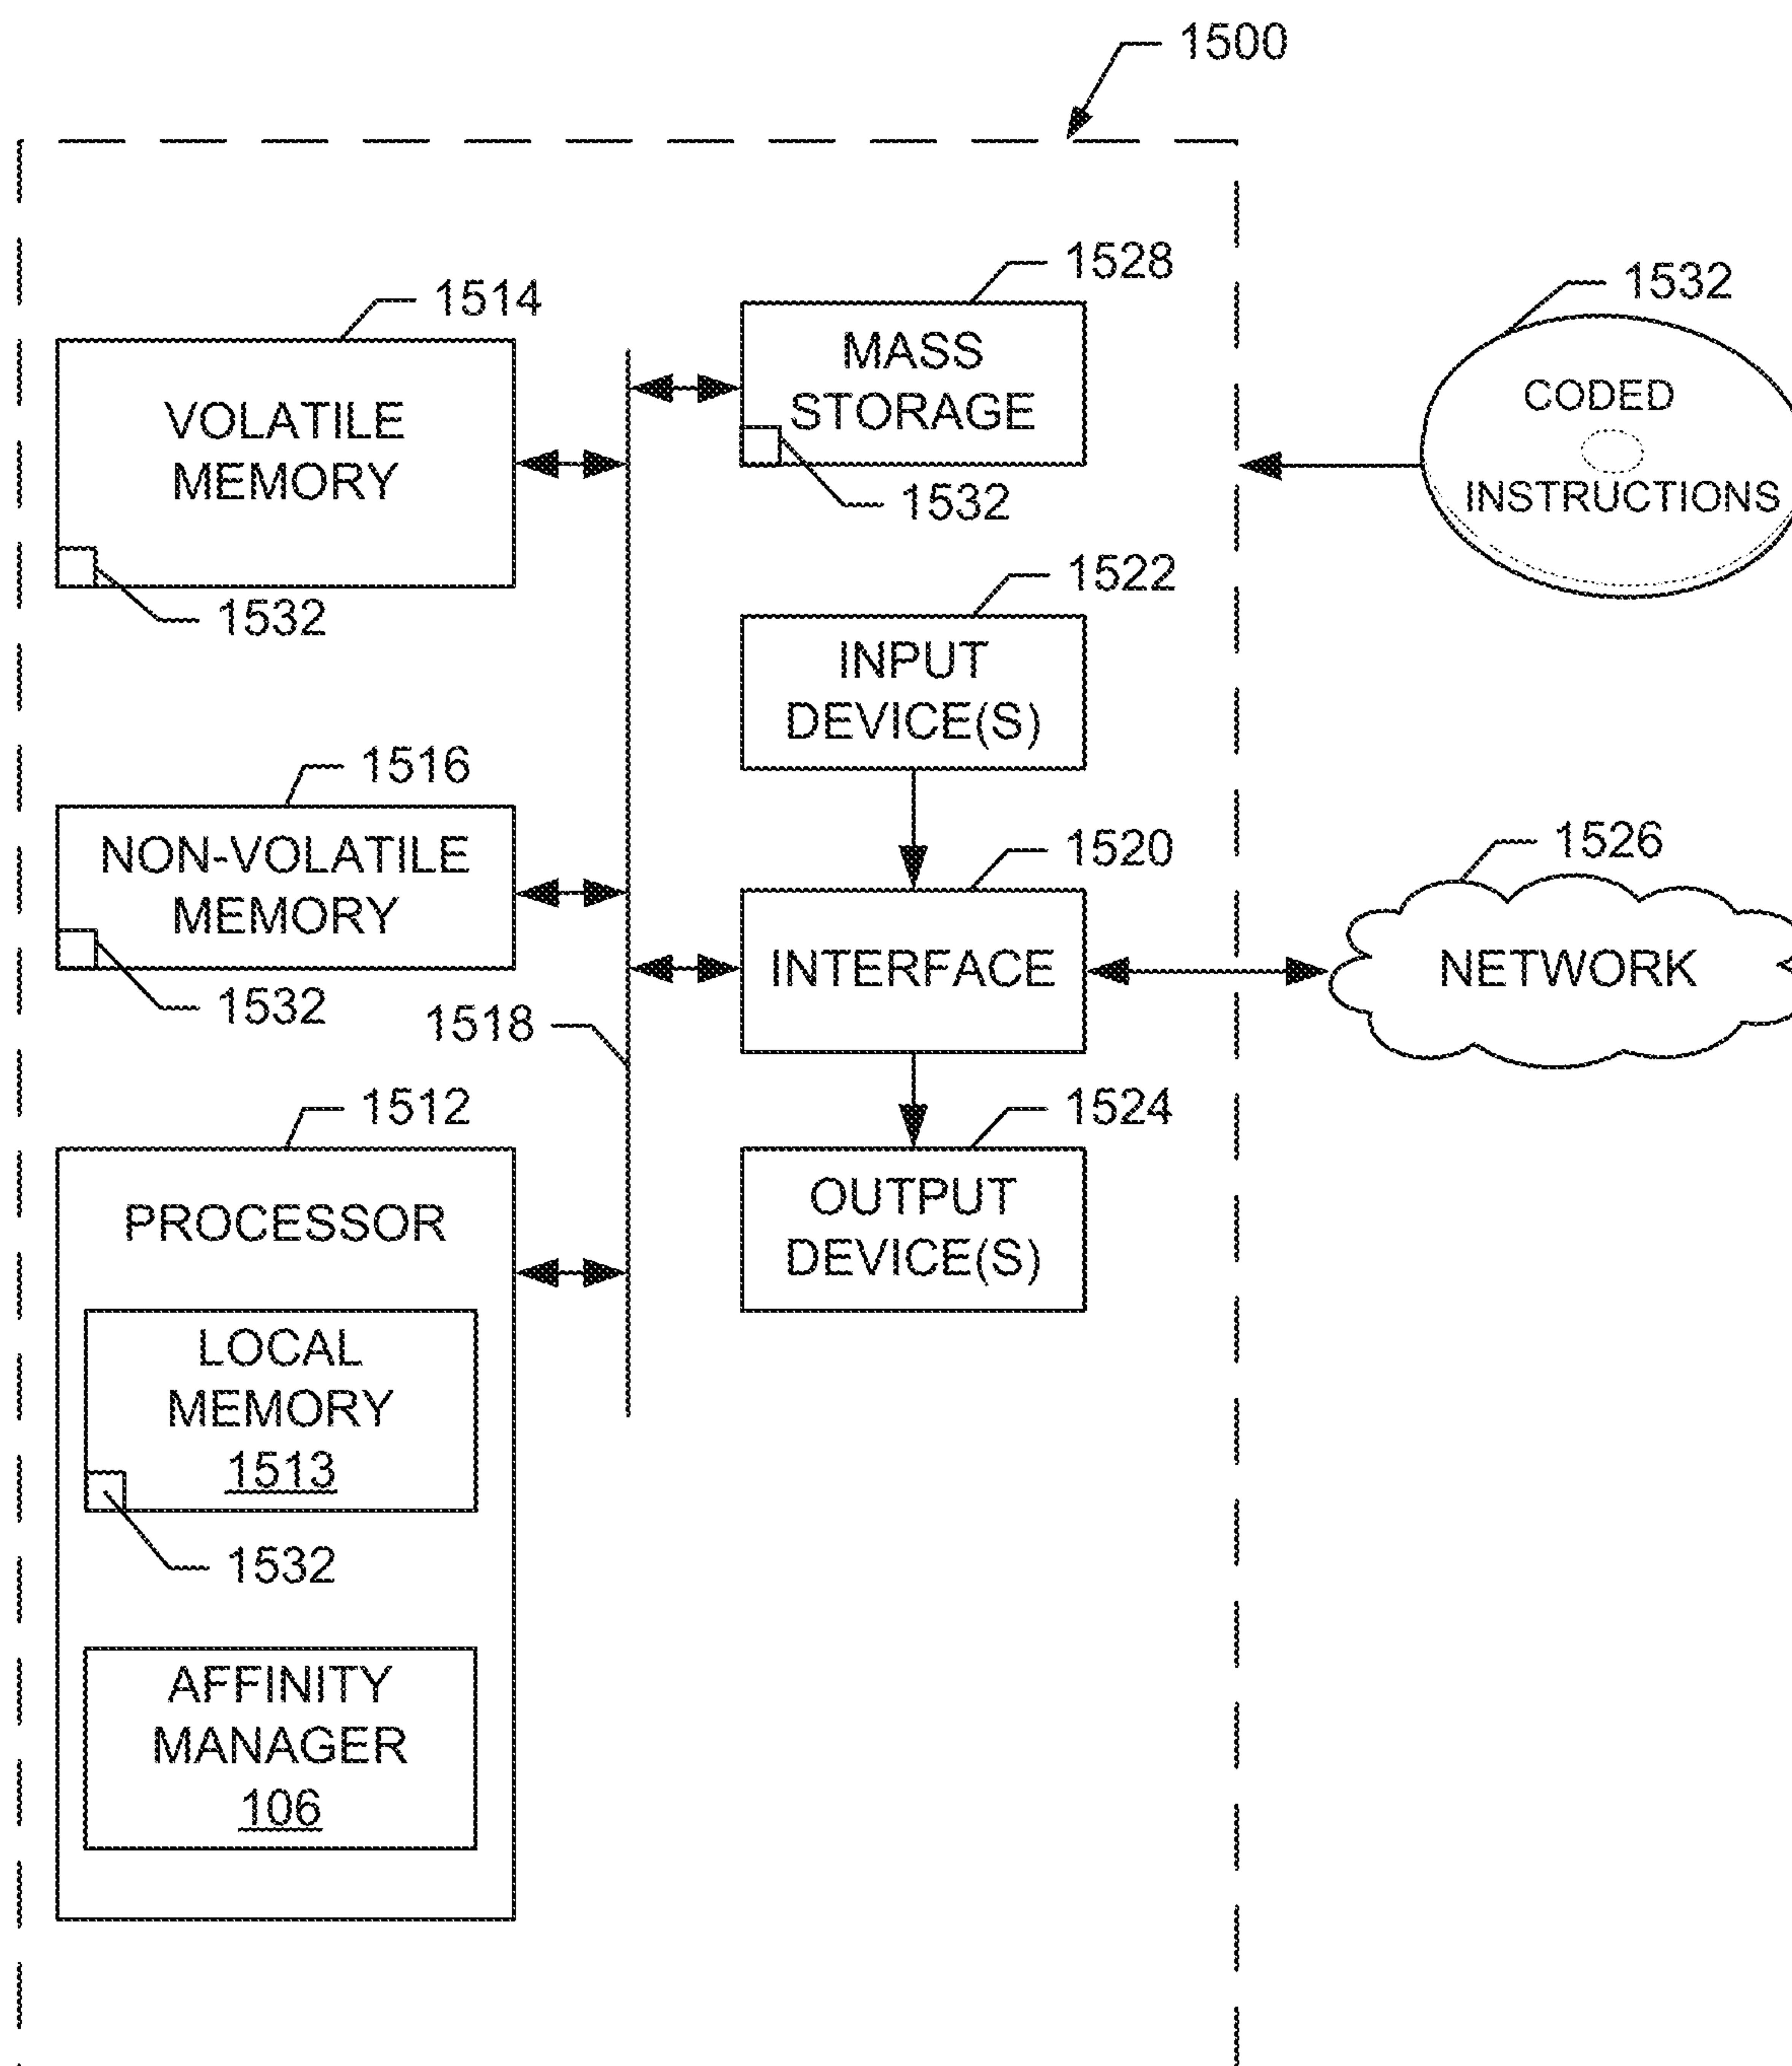 1500
1528
1514
1532
MASS
STORAGE
VOLATILE
MEMORY
CODED
INSTRUCTIONS
1532
1532
1522
INPUT
DEVICE(S)
1516
1520
1526
NON-VOLATILE
MEMORY
INTERFACE
NETWORK
1532
1518
1512
1524
PROCESSOR
OUTPUT
DEVICE(S)
LOCAL
MEMORY
1513
1532
AFFINITY
MANAGER
106